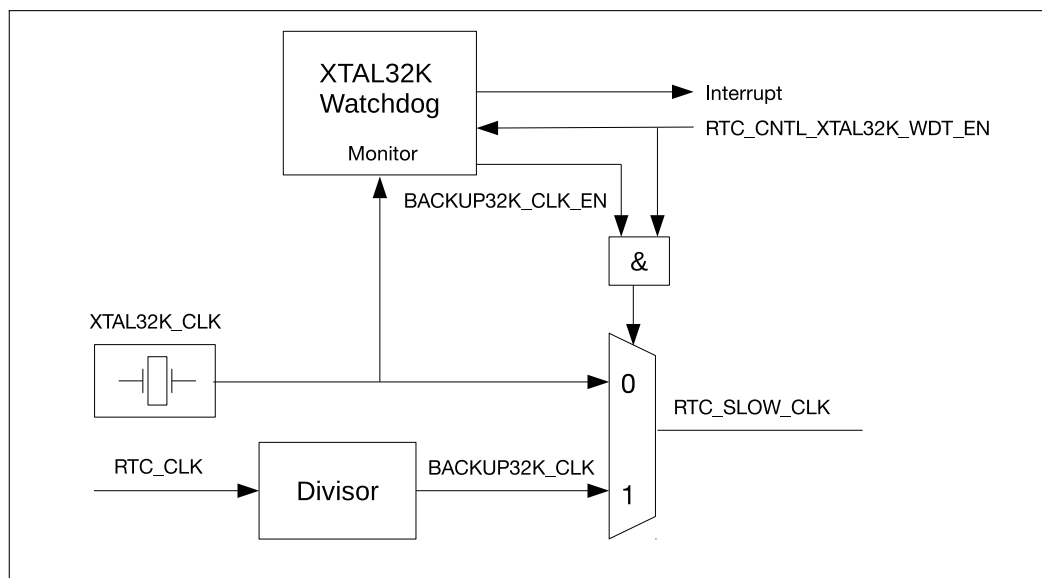 XTAL32K
Watchdog
Interrupt
RTC_CNTL_XTAL32K_WDT_EN
Monitor
BACKUP32K_CLK_EN
&
XTAL32K_CLK
0
RTC_SLOW_CLK
RTC_CLK
BACKUP32K_CLK
Divisor
1